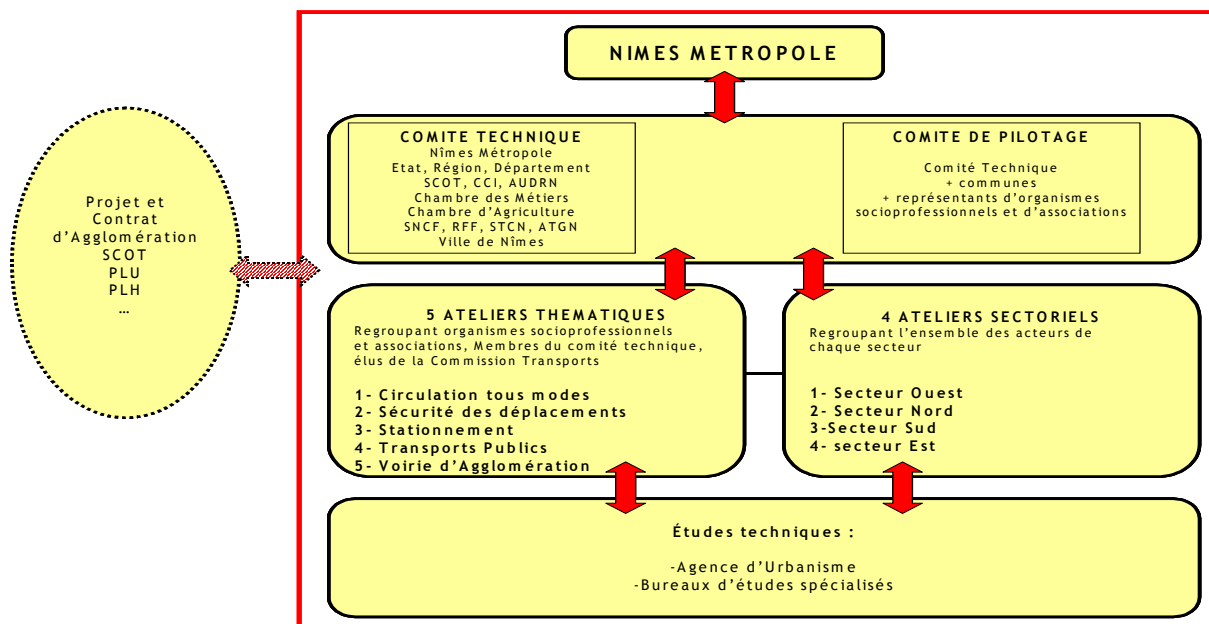 NIMES METROPOLE
Projet et
Contrat
d'Agglomération
SCOT
PLU
PLH
...
COMITE TECHNIQUE
Nîmes Métropole
Etat, Région, Département
SCOT, CCI, AUDRN
Chambre des Métiers
Chambre d'Agriculture
SNCF, RFF, STCN, ATGN
Ville de Nîmes
COMITE DE PILOTAGE
Comité Technique
+ communes
+ représentants d'organismes
socioprofessionnels et d'associations
5 ATELIERS THEMATIQUES
Regroupant organismes socioprofessionnels
et associations, Membres du comité technique,
élus de la Commission Transports
1- Circulation tous modes
2- Sécurité des déplacements
3- Stationnement
4- Transports Publics
5- Voirie d'Agglomération
4 ATELIERS SECTORIELS
Regroupant l'ensemble des acteurs de
chaque secteur
1- Secteur Ouest
2- Secteur Nord
3-Secteur Sud
4- secteur Est
Études techniques :
-Agence d'Urbanisme
-Bureaux d'études spécialisés